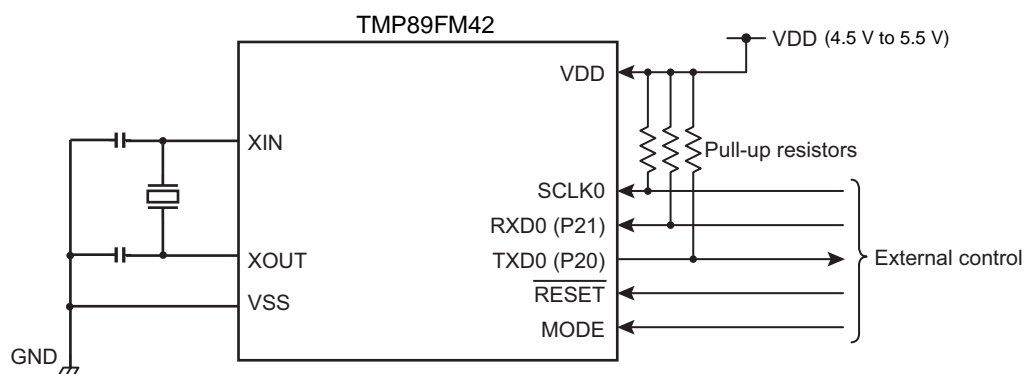 TMP89FM42
VDD (4.5 V to 5.5 V)
VDD
XIN
Pull-up resistors
SCLK0
RXD0 (P21)
XOUT
TXD0 (P20)
External control
RESET
VSS
MODE
GND